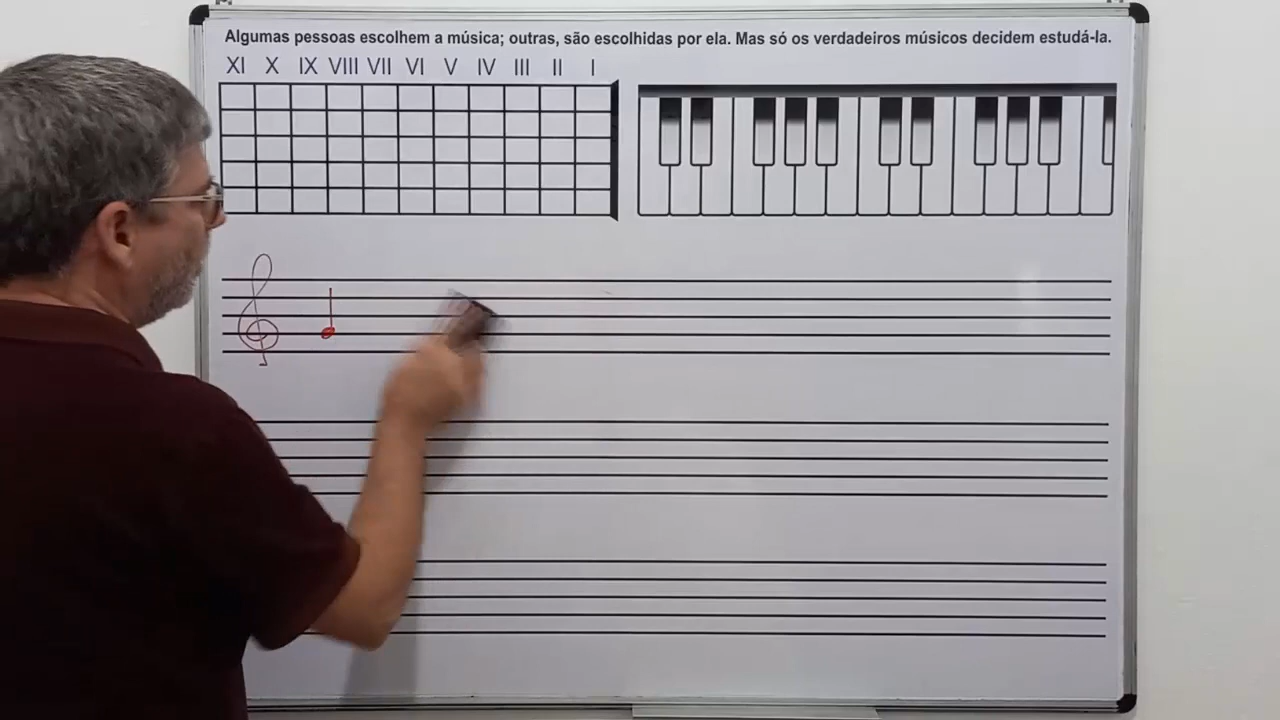 Algumas pessoas escolhem a música; outras, são escolhidas por ela. Mas só os verdadeiros músicos decidem estudá-la.
XI X IX VIII VII VI V IV III II I